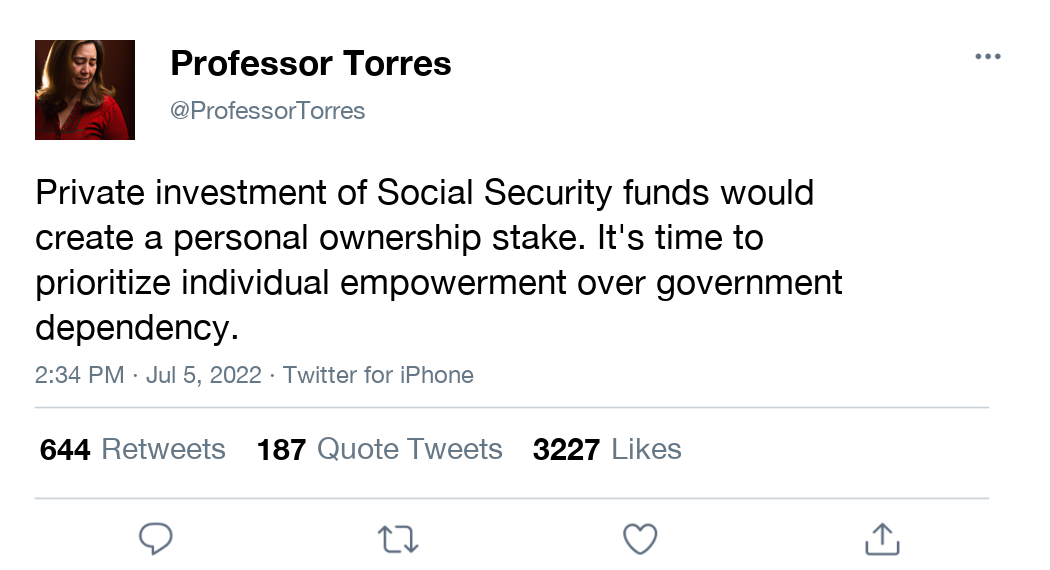 Professor Torres
@ProfessorTorres
Private investment of Social Security funds would
create a personal ownership stake. It's time to
prioritize individual empowerment over government
dependency.
2:34 PM · Jul 5, 2022 · Twitter for iPhone
644 Retweets 187 Quote Tweets 3227 Likes